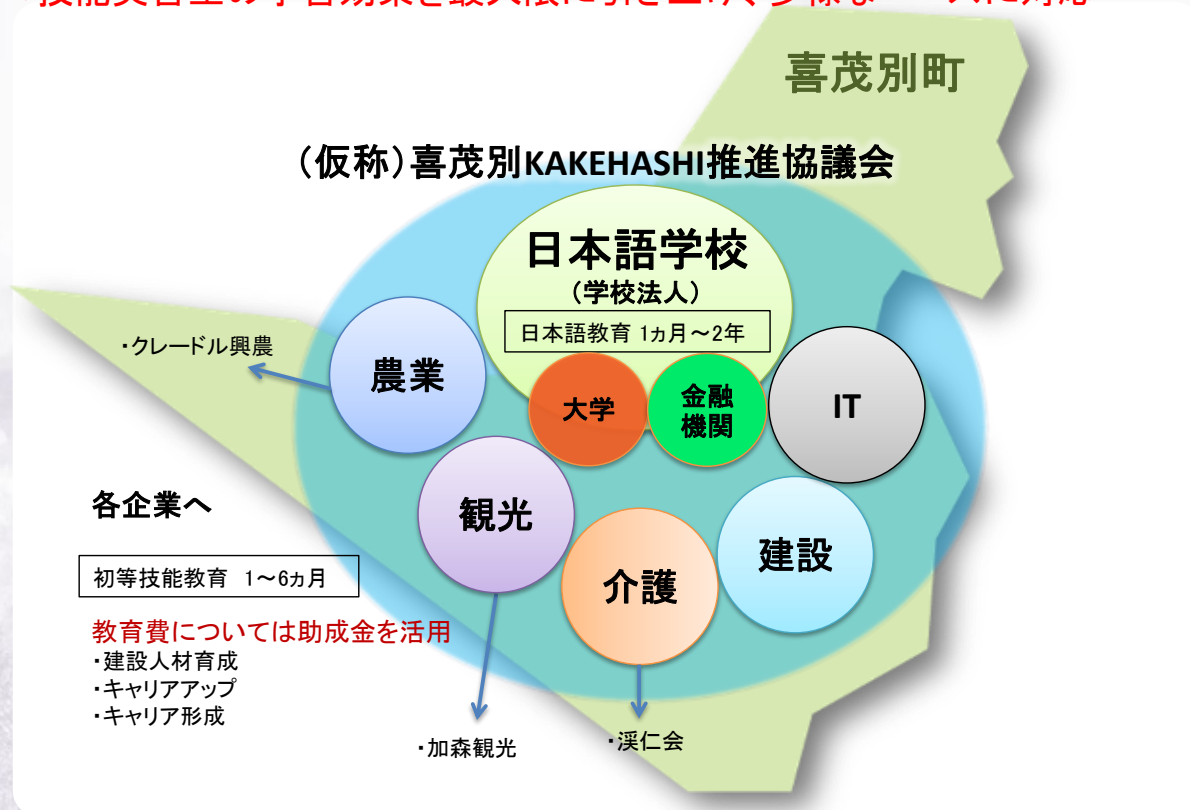 喜茂別町
（仮称）喜茂別KAKEHASHI推進協議会
日本語学校
（学校法人）
日本語教育 1ヵ月～2年
・クレードル興農
農業
大学
金融
機関
IT
観光
各企業へ
建設
介護
初等技能教育 1～6ヵ月
教育費については助成金を活用
・建設人材育成
・キャリアアップ
・キャリア形成
・加森観光
・渓仁会